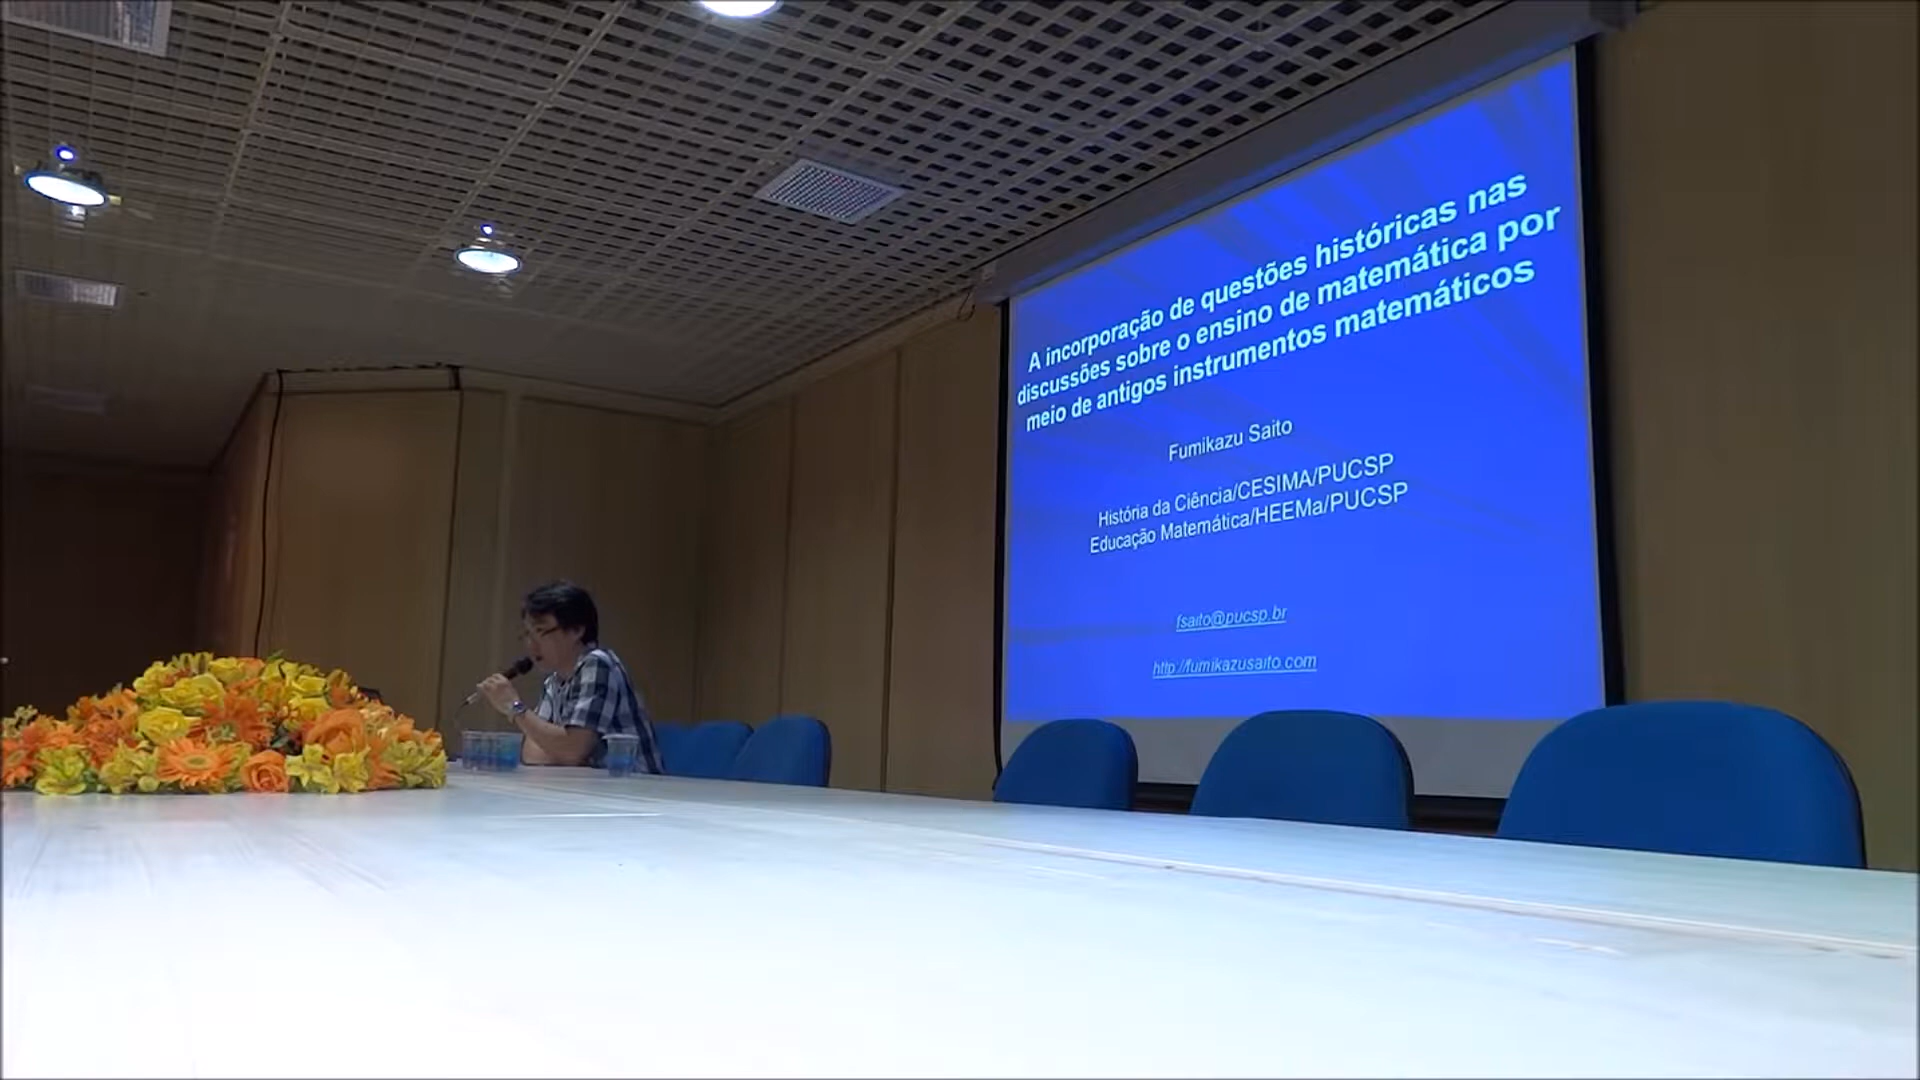 A incorporação de questões históricas nas
discussões sobre o ensino de matemática por
meio de antigos instrumentos matemáticos
Fumikazu Saito
História da Ciência/CESIMA/PUCSP
Educação Matemática/HEEMa/PUCSP
fsaito@pucsp.br
http://fumikazusaito.com